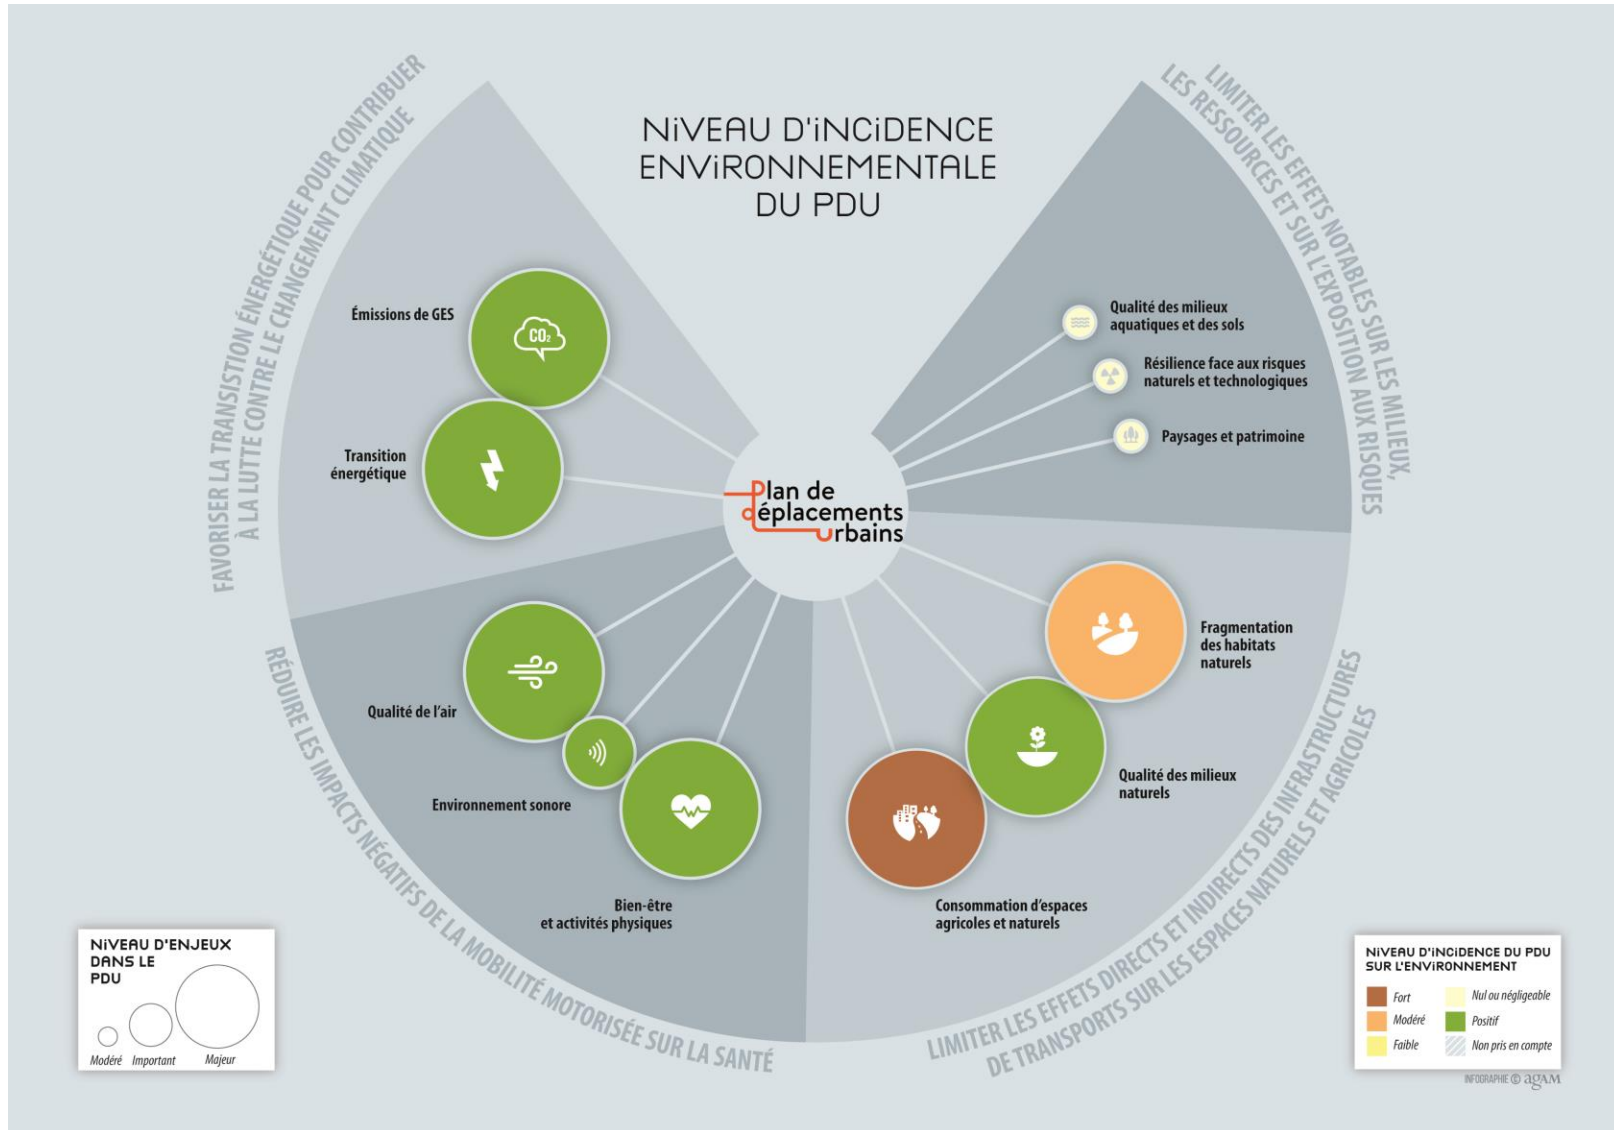 NiVEAU D'iNCiDENCE
ENViRONNEMENTALE
DU PDU
FAVORISER LA TRANSISTION ÉNERGÉTIQUE POUR CONTRIBUER
À LA LUTTE CONTRE LE CHANGEMENT CLIMATIQUE
LIMITER LES EFFETS NOTABLES SUR LES MILIEUX,
LES RESSOURCES ET SUR L'EXPOSITION AUX RISQUES
Émissions de GES
CO₂
Transition
énergétique
Qualité des milieux
aquatiques et des sols
Résilience face aux risques
naturels et technologiques
Paysages et patrimoine
Plan de
déplacements
urbains
Qualité de l'air
Environnement sonore
Bien-être
et activités physiques
Fragmentation
des habitats
naturels
Qualité des milieux
naturels
Consommation d'espaces
agricoles et naturels
RÉDUIRE LES IMPACTS NÉGATIFS DE LA MOBILITÉ MOTORISÉE SUR LA SANTÉ
LIMITER LES EFFETS DIRECTS ET INDIRECTS DES INFRASTRUCTURES
DE TRANSPORTS SUR LES ESPACES NATURELS ET AGRICOLES
NiVEAU D'ENJEUX
DANS LE
PDU
Modéré Important Majeur
NiVEAU D'iNCiDENCE DU PDU
SUR L'ENViRONNEMENT
Fort Nul ou négligeable
Modéré Positif
Faible Non pris en compte
INFOGRAPHIE © agAM